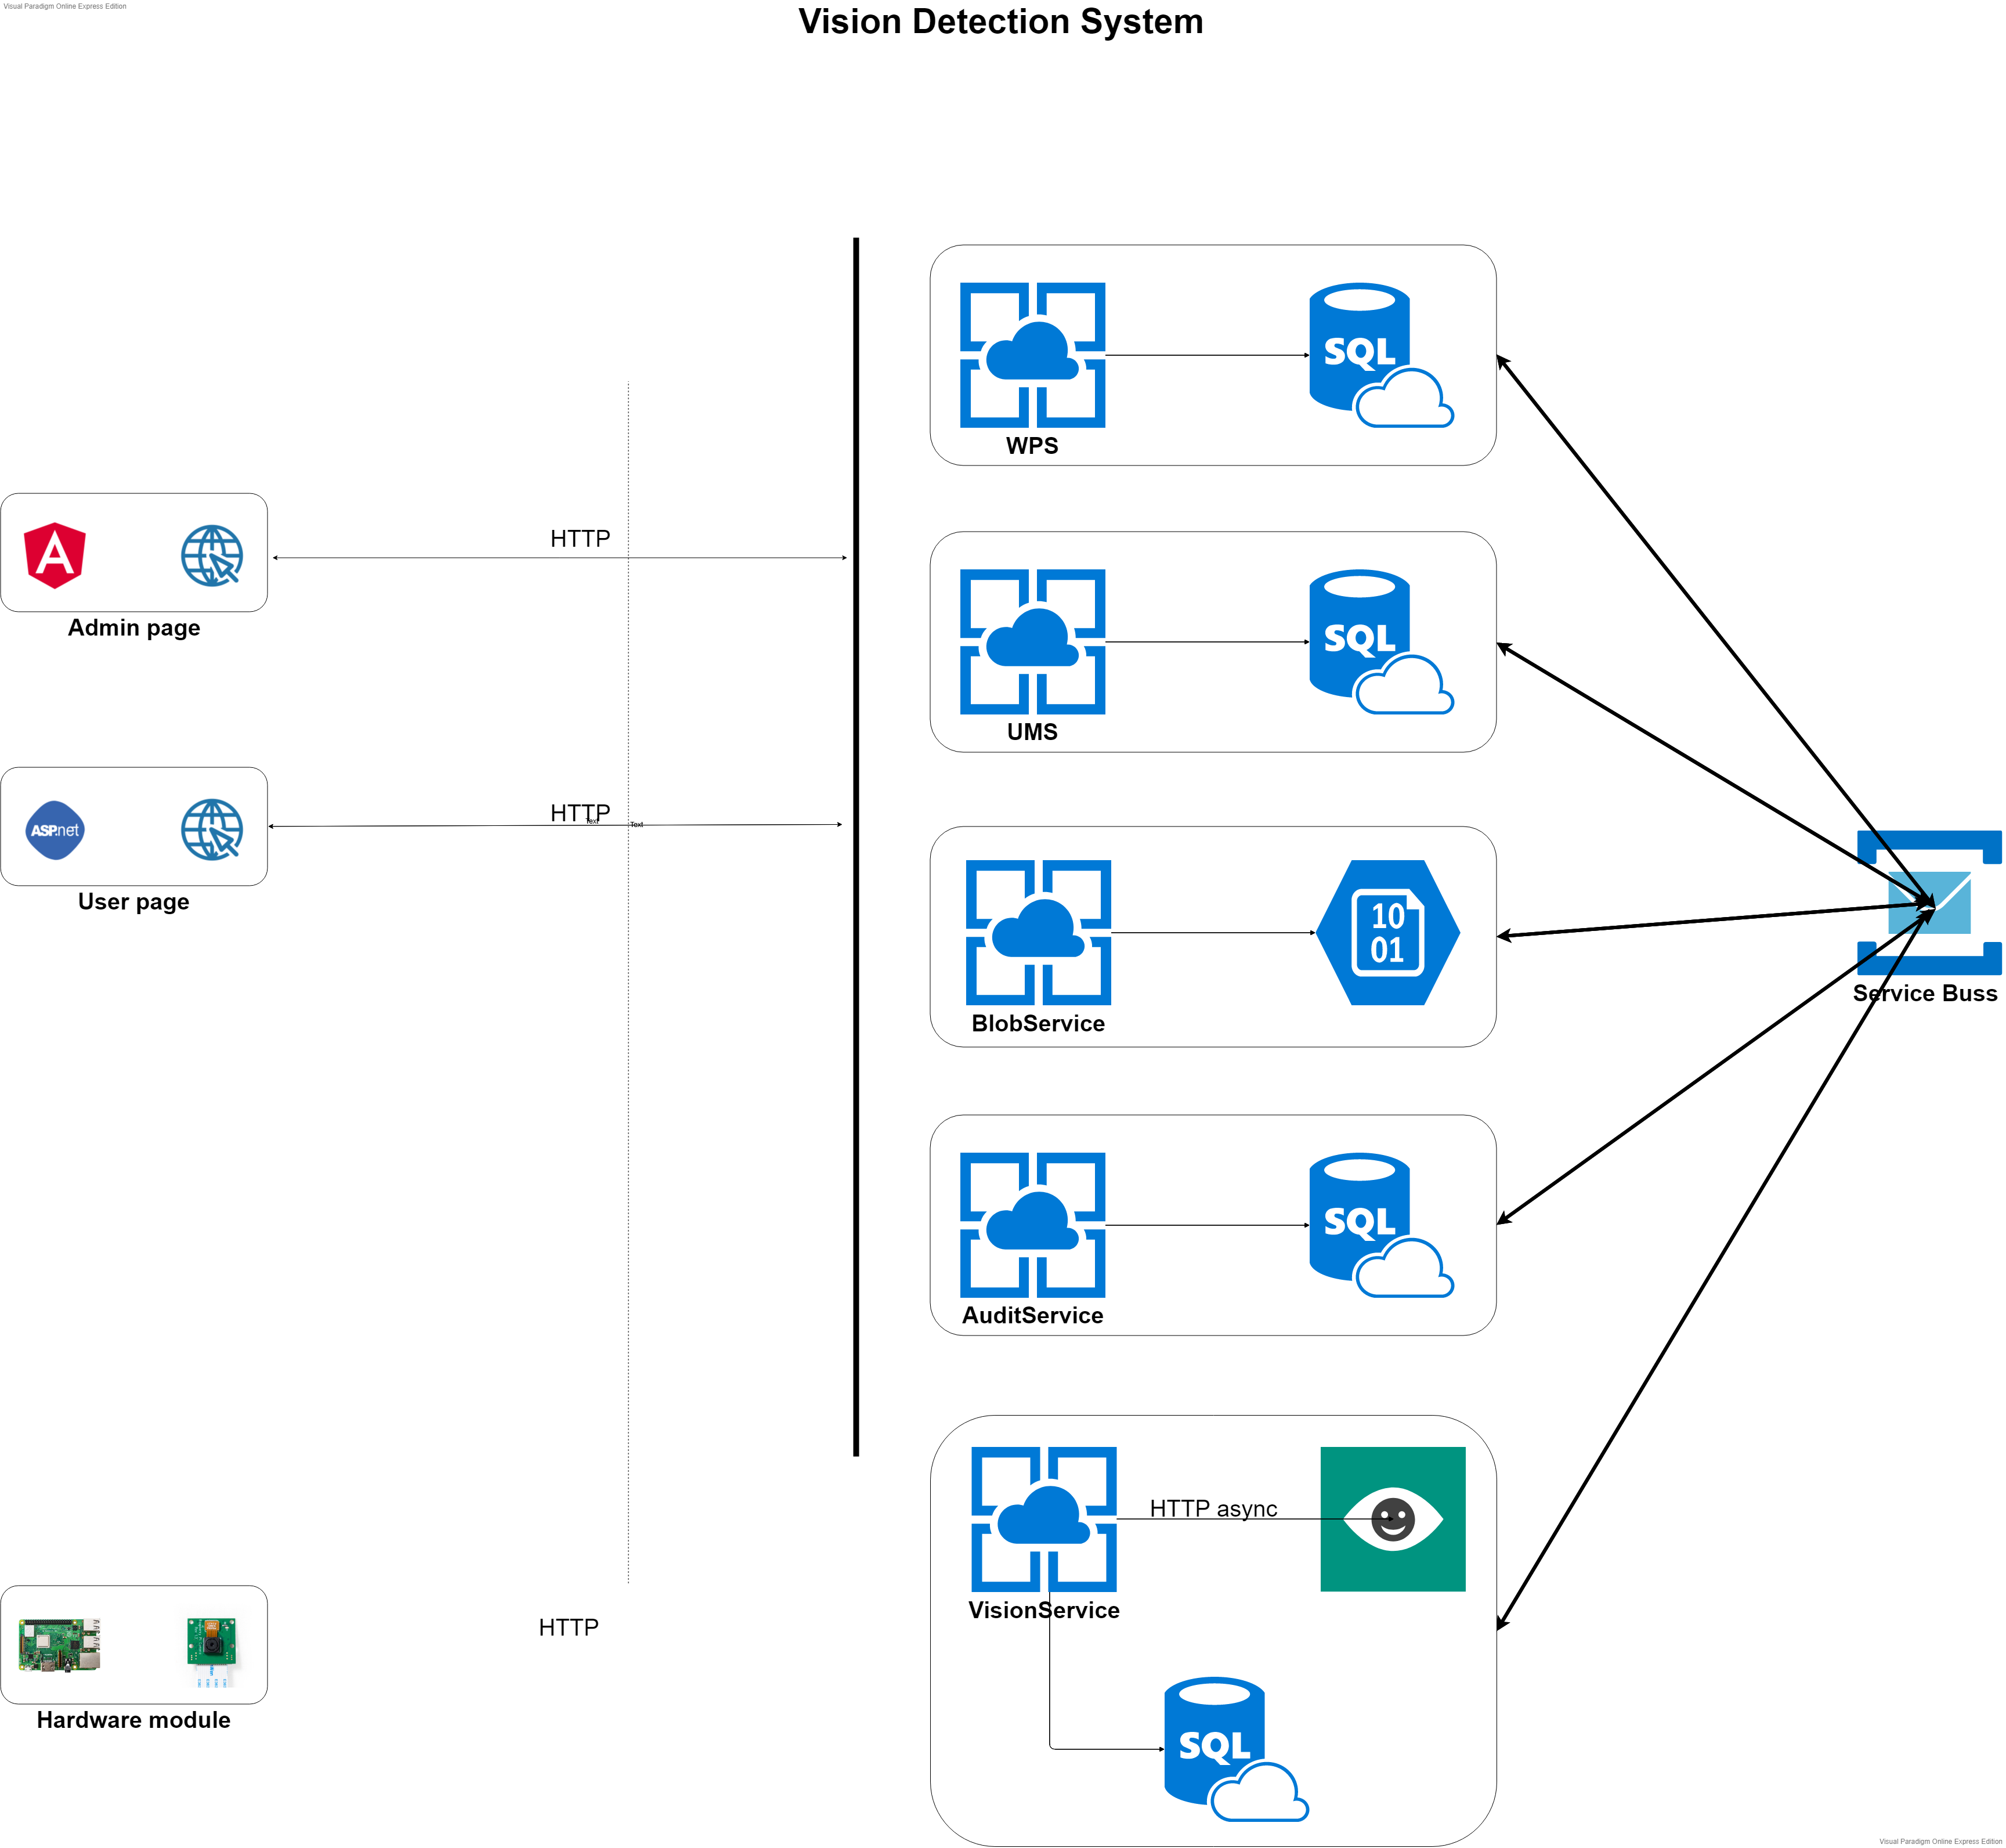 Visual Paradigm Online Express Edition
Vision Detection System
SQL
WPS
HTTP
Admin page
SQL
UMS
HTTP
Text
Text
ASP.net
User page
10
01
BlobService
Service Buss
SQL
AuditService
HTTP async
VisionService
HTTP
Hardware module
SQL
Visual Paradigm Online Express Edition